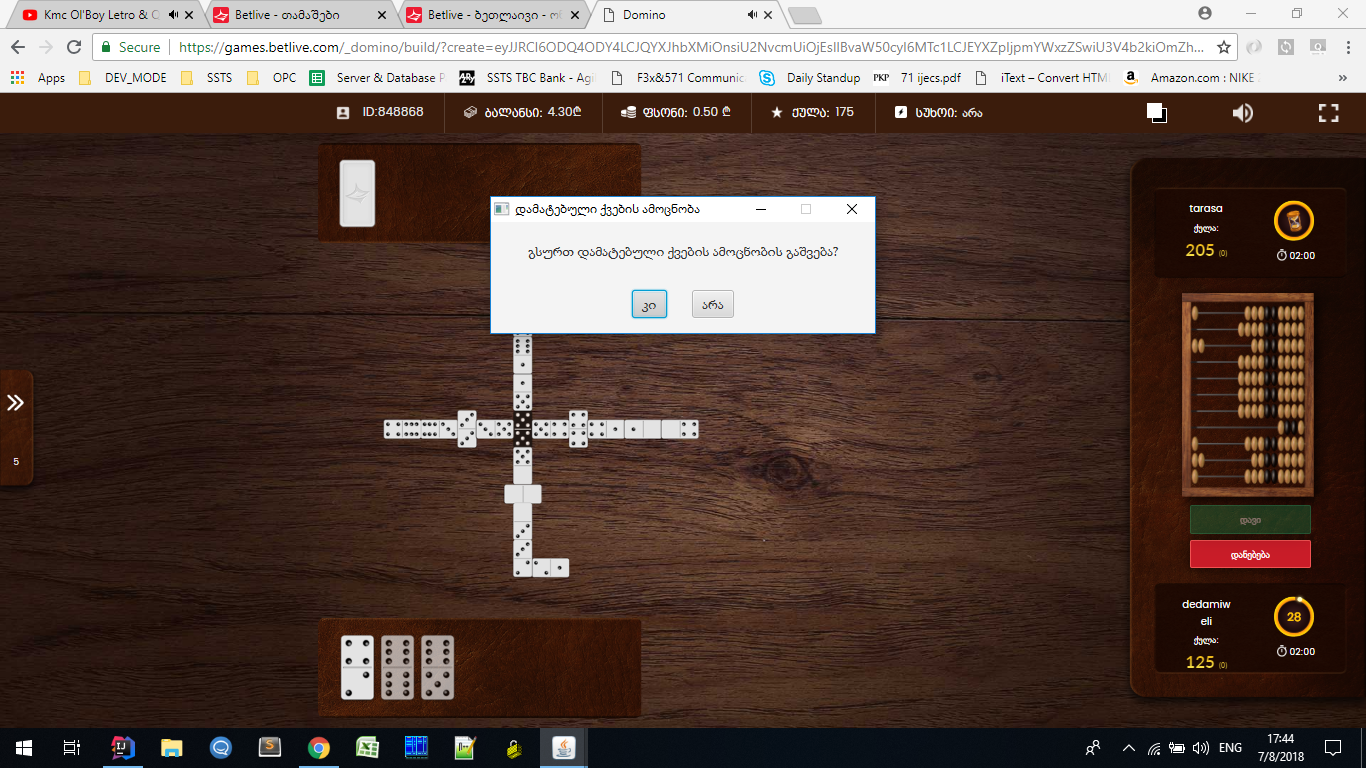 Kmc Ol'Boy Letro &
Betlive - თამაშები
Betlive - ბეთლაივი -
Domino
Secure
https://games.betlive.com/_domino/build/?create=eyJJRCI6ODQ4ODY4LCJQYXJhbXMiOnsiU2NvcmUiOjEsIlBvaW50cyI6MTc1LCJEYXZpIjpmYWxzZSwiU3V4b2kiOmZh...
Apps
DEV_MODE
SSTS
OPC
Server & Database
SSTS TBC Bank - Agi
F3x&571 Communic
Daily Standup
PKP
71 ijecs.pdf
iText – Convert HTM
Amazon.com : NIKE
ID:848868
ბალანსი: 4.30₾
ფსონი: 0.50 ₾
ქულა: 175
სუხოი: არა
დამატებული ქვების ამოცნობა
გსურთ დამატებული ქვების ამოცნობის გაშვება?
კი
არა
tarasa
ქულა:
205 (0)
02:00
5
დავი
დანებება
dedamiw
eli
28
ქულა:
02:00
125 (0)
ENG
17:44
7/8/2018